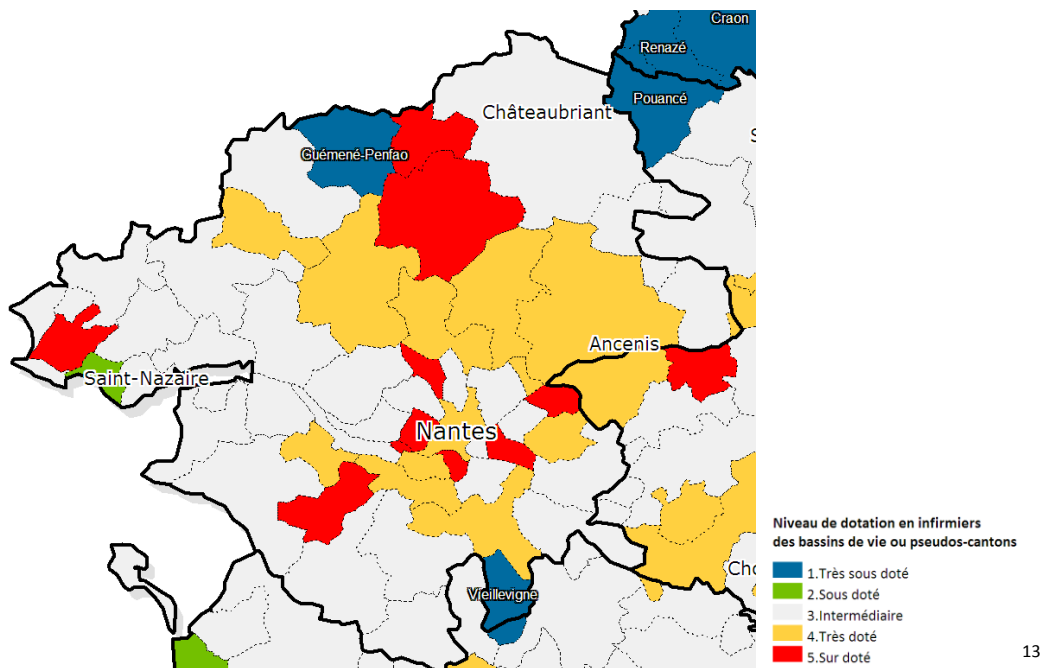 Craon
Renazé
Pouancé
Châteaubriant
S
Guémené-Penfao
Ancenis
Saint-Nazaire
Nantes
Cho
Vieillevigne
Niveau de dotation en infirmiers
des bassins de vie ou pseudos-cantons
1.Très sous doté
2.Sous doté
3.Intermédiaire
4.Très doté
5.Sur doté
13